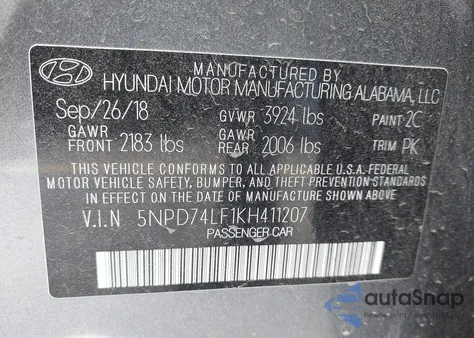 MANUFACTURED BY
HYUNDAI MOTOR MANUFACTURING ALABAMA, LLC
Sep/26/18 GVWR 3924 lbs PAINT 2C
GAWR FRONT 2183 lbs GAWR REAR 2006 lbs TRIM PK
THIS VEHICLE CONFORMS TO ALL APPLICABLE U.S.A. FEDERAL
MOTOR VEHICLE SAFETY, BUMPER, AND THEFT PREVENTION STANDARDS
IN EFFECT ON THE DATE OF MANUFACTURE SHOWN ABOVE
V.I.N 5NPD74LF1KH411207
PASSENGER CAR
autoSnap